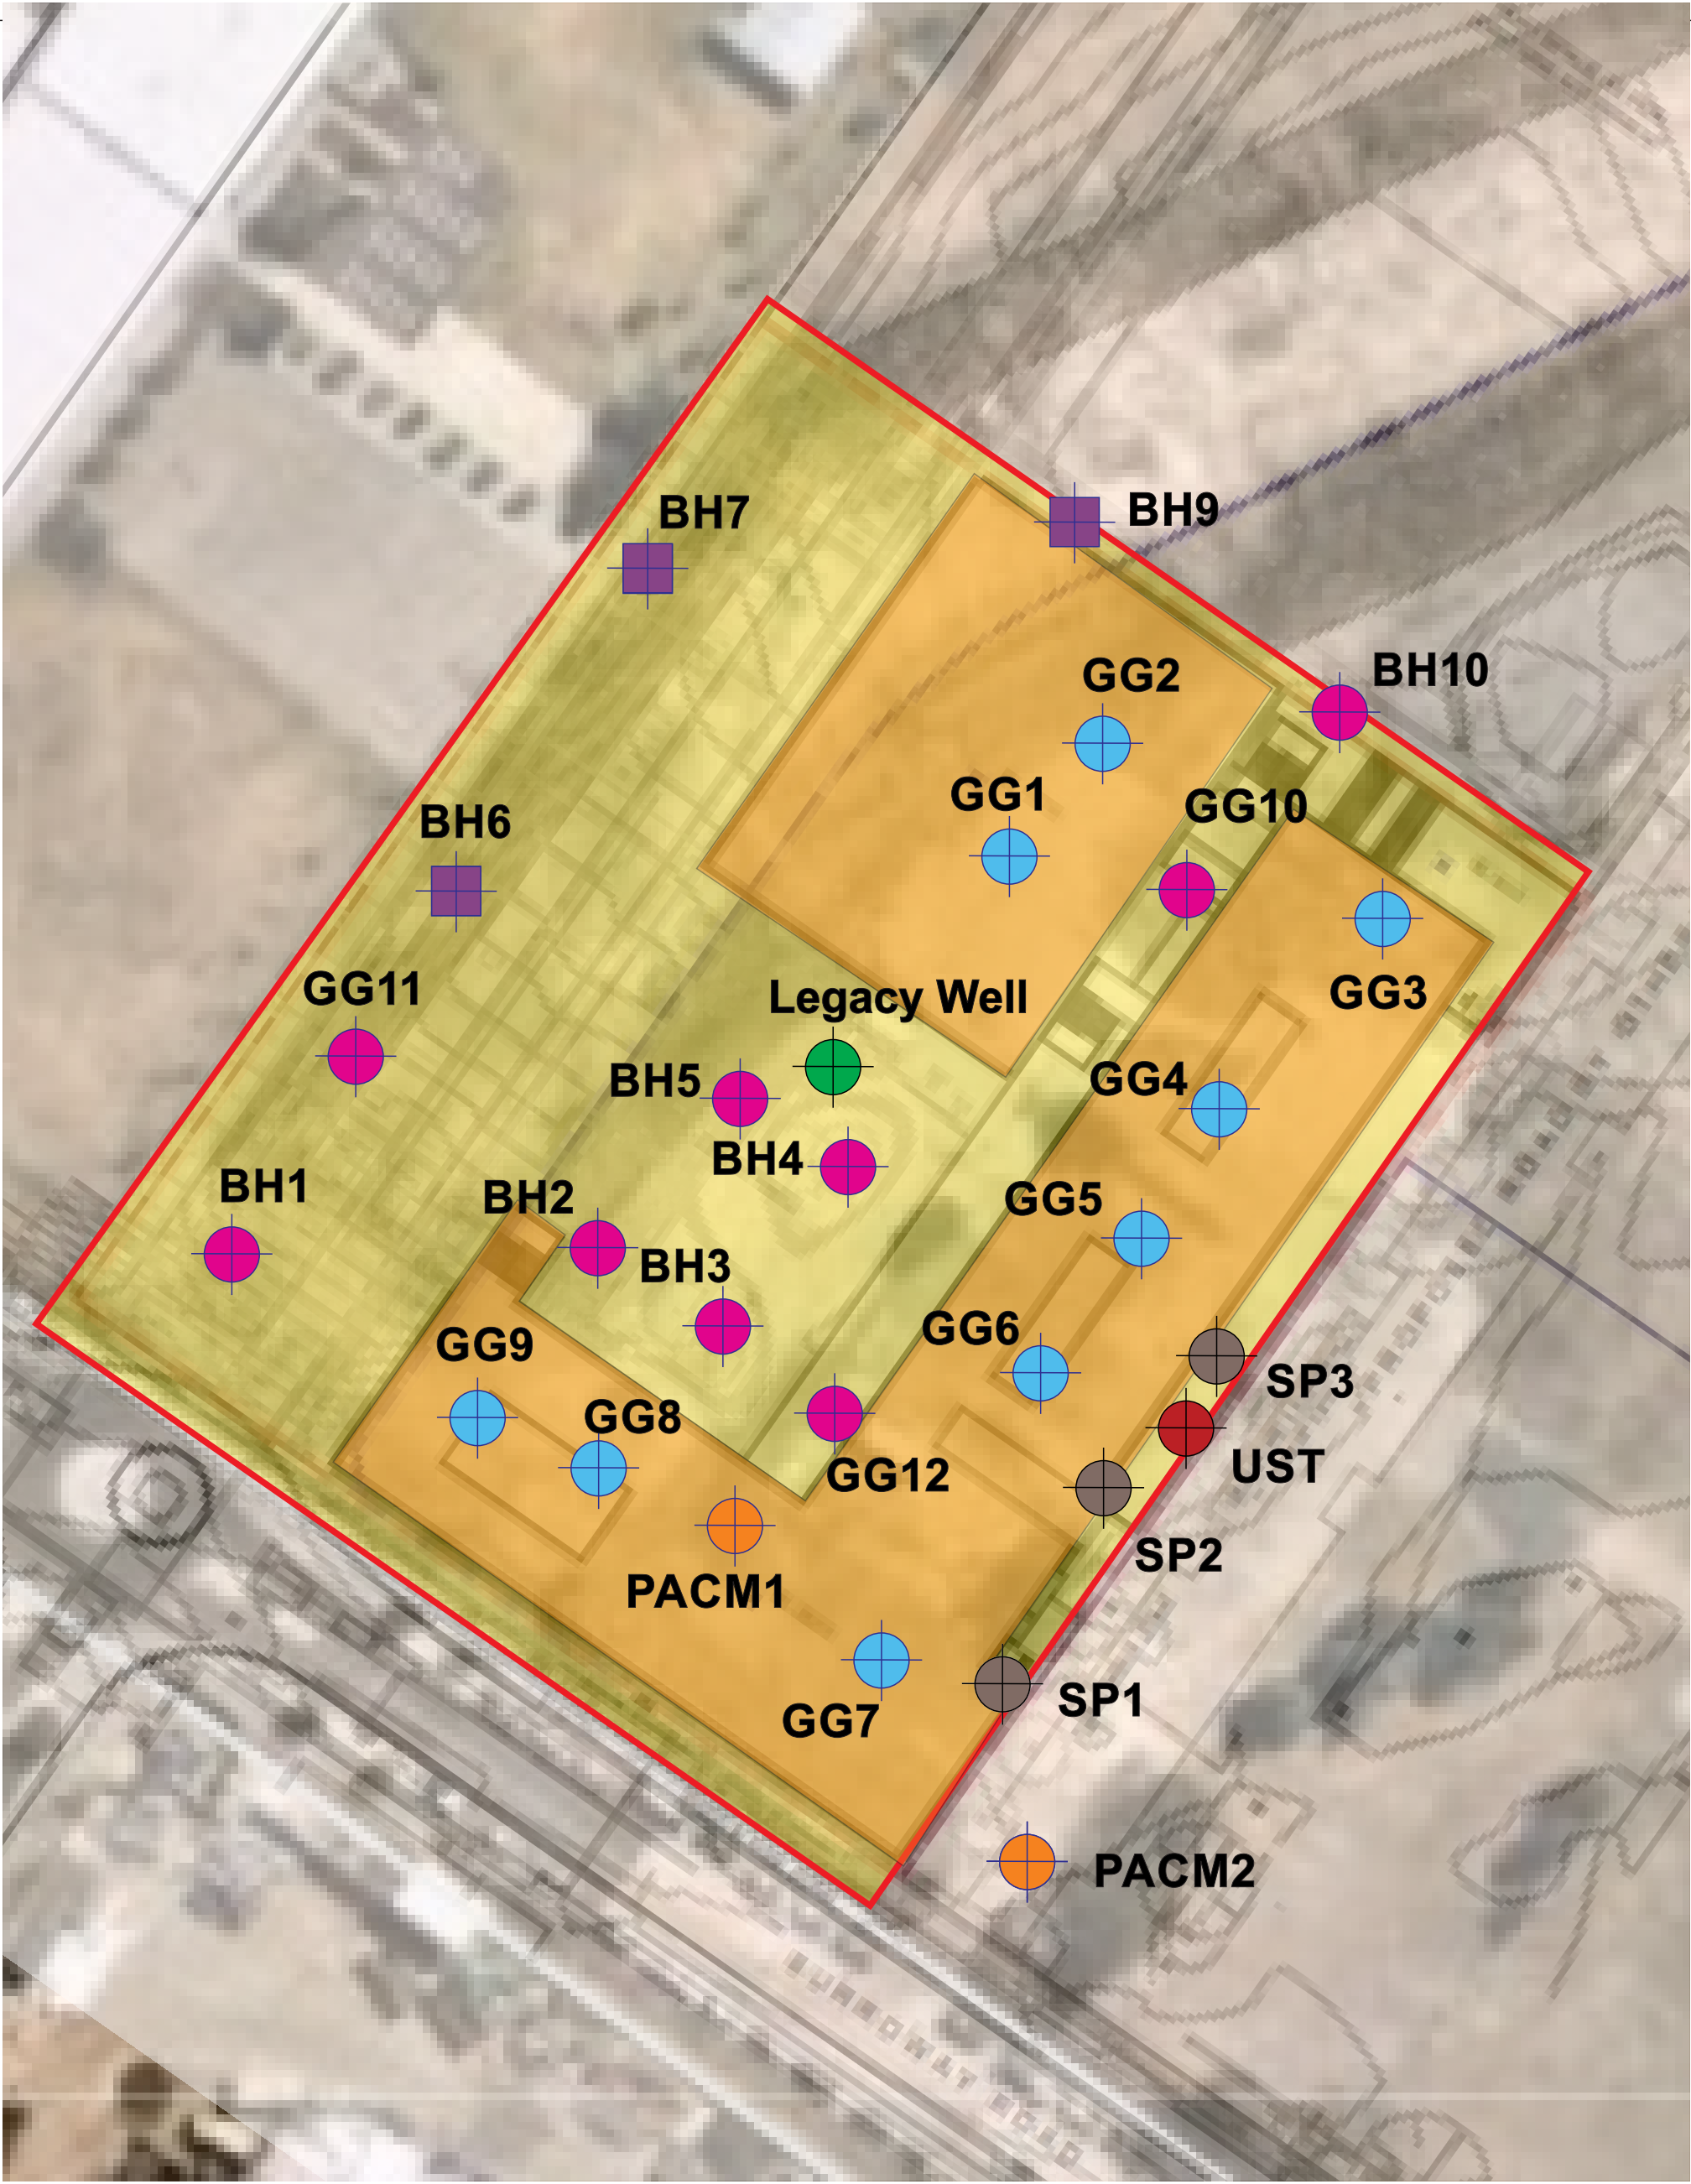 BH7
BH9
BH10
GG2
GG1
GG10
BH6
GG3
GG11
Legacy Well
BH5
GG4
BH4
BH1
BH2
GG5
BH3
GG6
GG9
SP3
GG8
UST
GG12
SP2
PACM1
SP1
GG7
PACM2